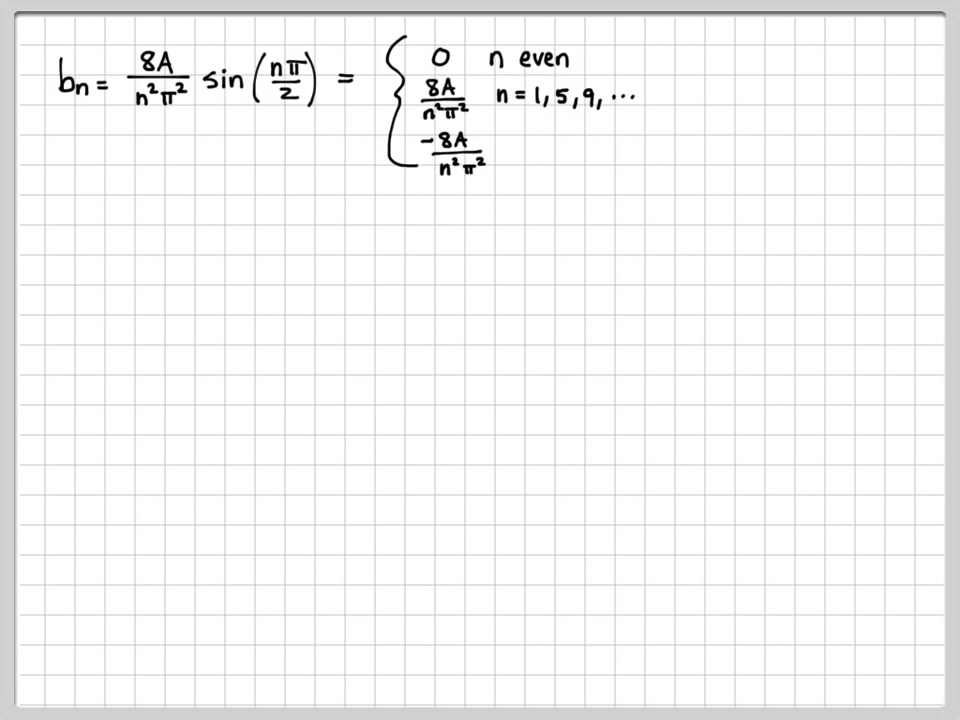 bn = 8A/n²π² sin(nπ/2) = { 0 n even
8A/n²π² n = 1, 5, 9, ...
-8A/n²π²